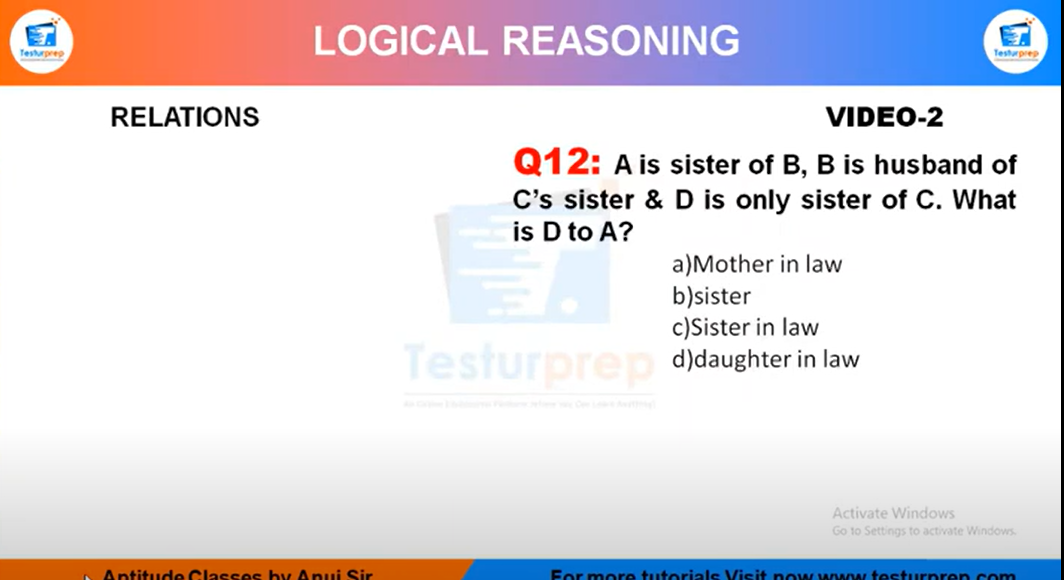 LOGICAL REASONING
Testurprep
Testurprep
RELATIONS
VIDEO-2
Q12: A is sister of B, B is husband of
C's sister & D is only sister of C. What
is D to A?
a)Mother in law
b)sister
c)Sister in law
d)daughter in law
Testurprep
An Online Educational Platform Where You Can Learn Anything!
Activate Windows
Go to Settings to activate Windows.
Aptitude Classes by Anuj Sir
For more tutorials Visit now www.testurprep.com